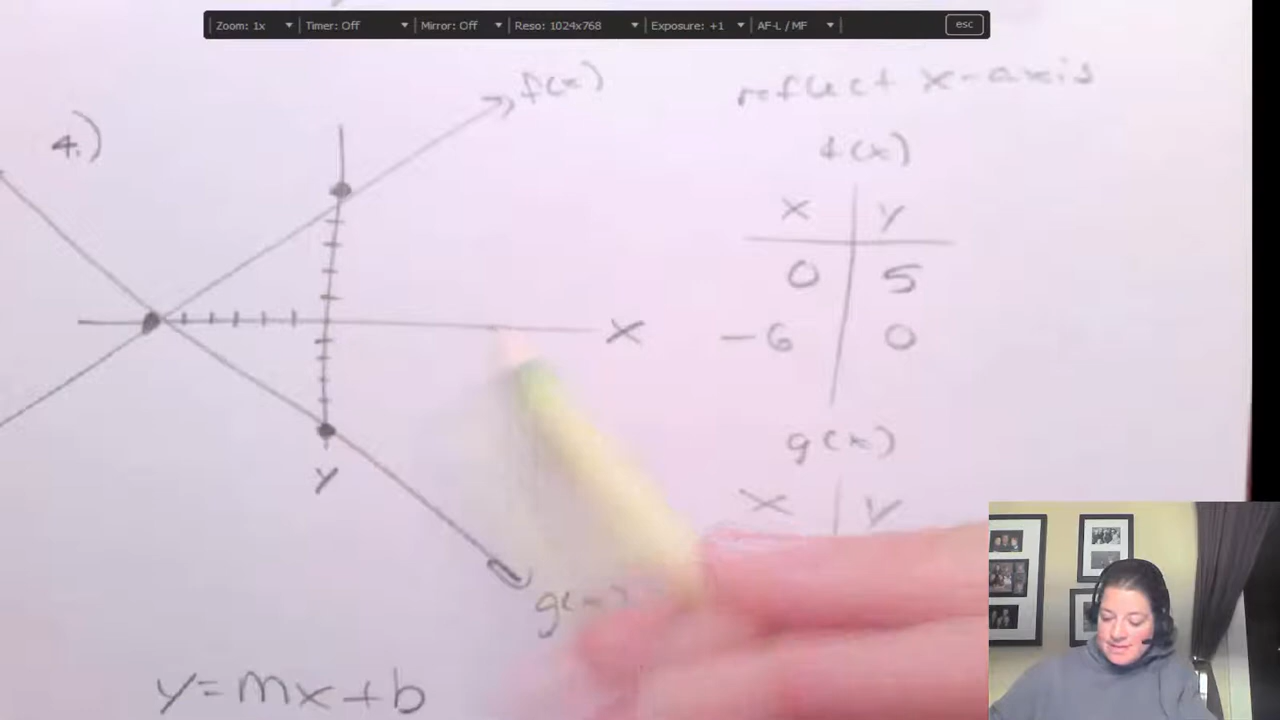 Zoom: 1x Timer: Off Mirror: Off Reso: 1024x768 Exposure: +1 AF-L / MF esc
reflect x-axis
4.)
f(x)
f(x)
x y
0 5
-6 0
x
g(x)
x y
y
y=mx+b